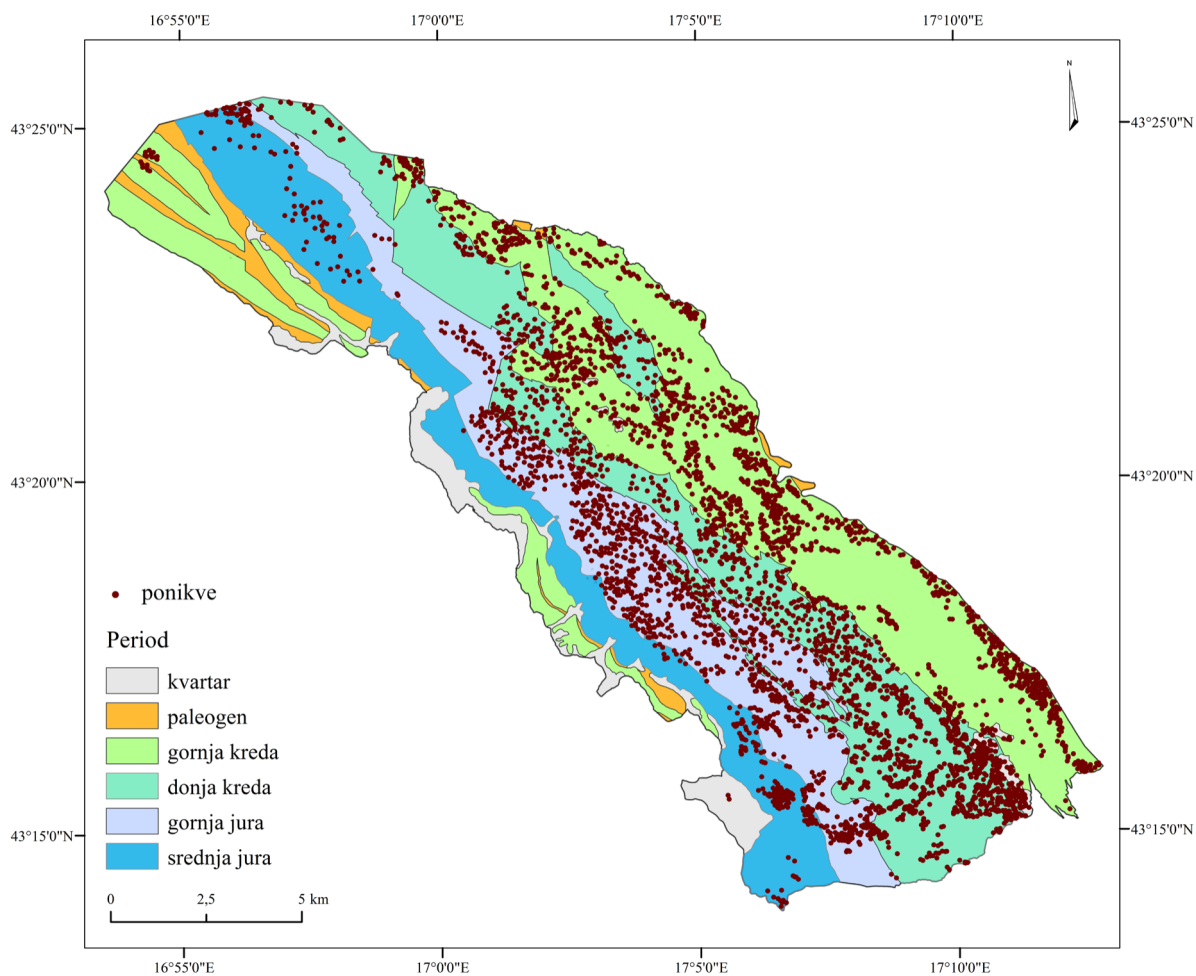 16°55'0"E 17°00'0"E 17°5'0"E 17°10'0"E
N
43°25'0"N 43°25'0"N
43°20'0"N 43°20'0"N
ponikve
Period
kvartar
paleogen
gornja kreda
donja kreda
gornja jura
srednja jura
43°15'0"N 43°15'0"N
0 2,5 5 km
16°55'0"E 17°00'0"E 17°5'0"E 17°10'0"E